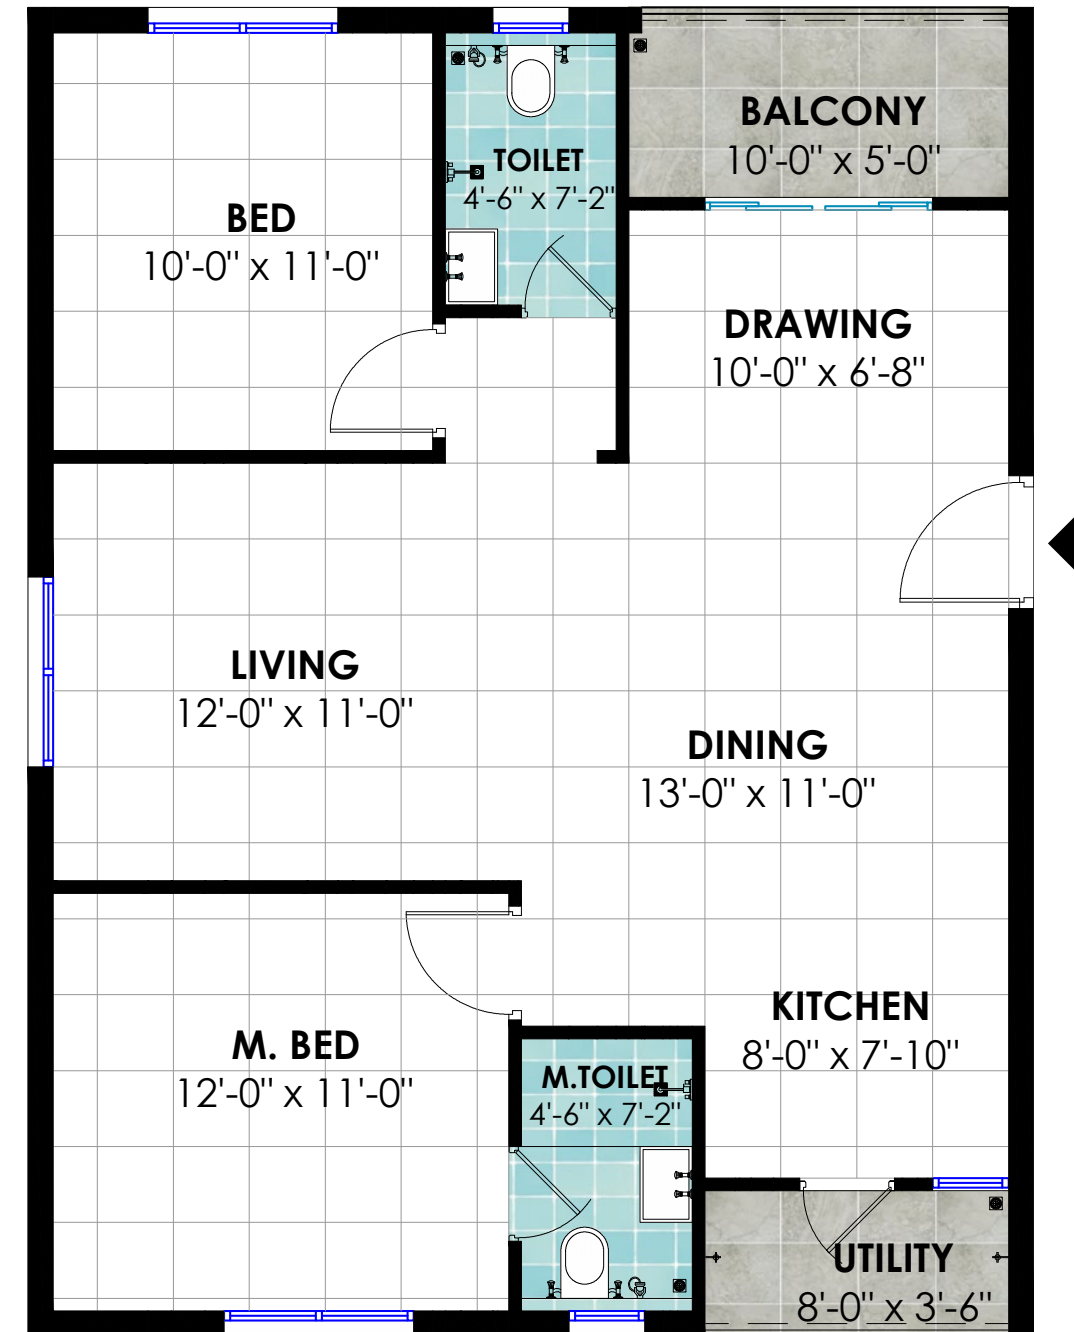 BALCONY
10'-0" x 5'-0"
TOILET
4'-6" x 7'-2"
BED
10'-0" x 11'-0"
DRAWING
10'-0" x 6'-8"
LIVING
12'-0" x 11'-0"
DINING
13'-0" x 11'-0"
KITCHEN
8'-0" x 7'-10"
M. BED
12'-0" x 11'-0"
M.TOILET
4'-6" x 7'-2"
UTILITY
8'-0" x 3'-6"